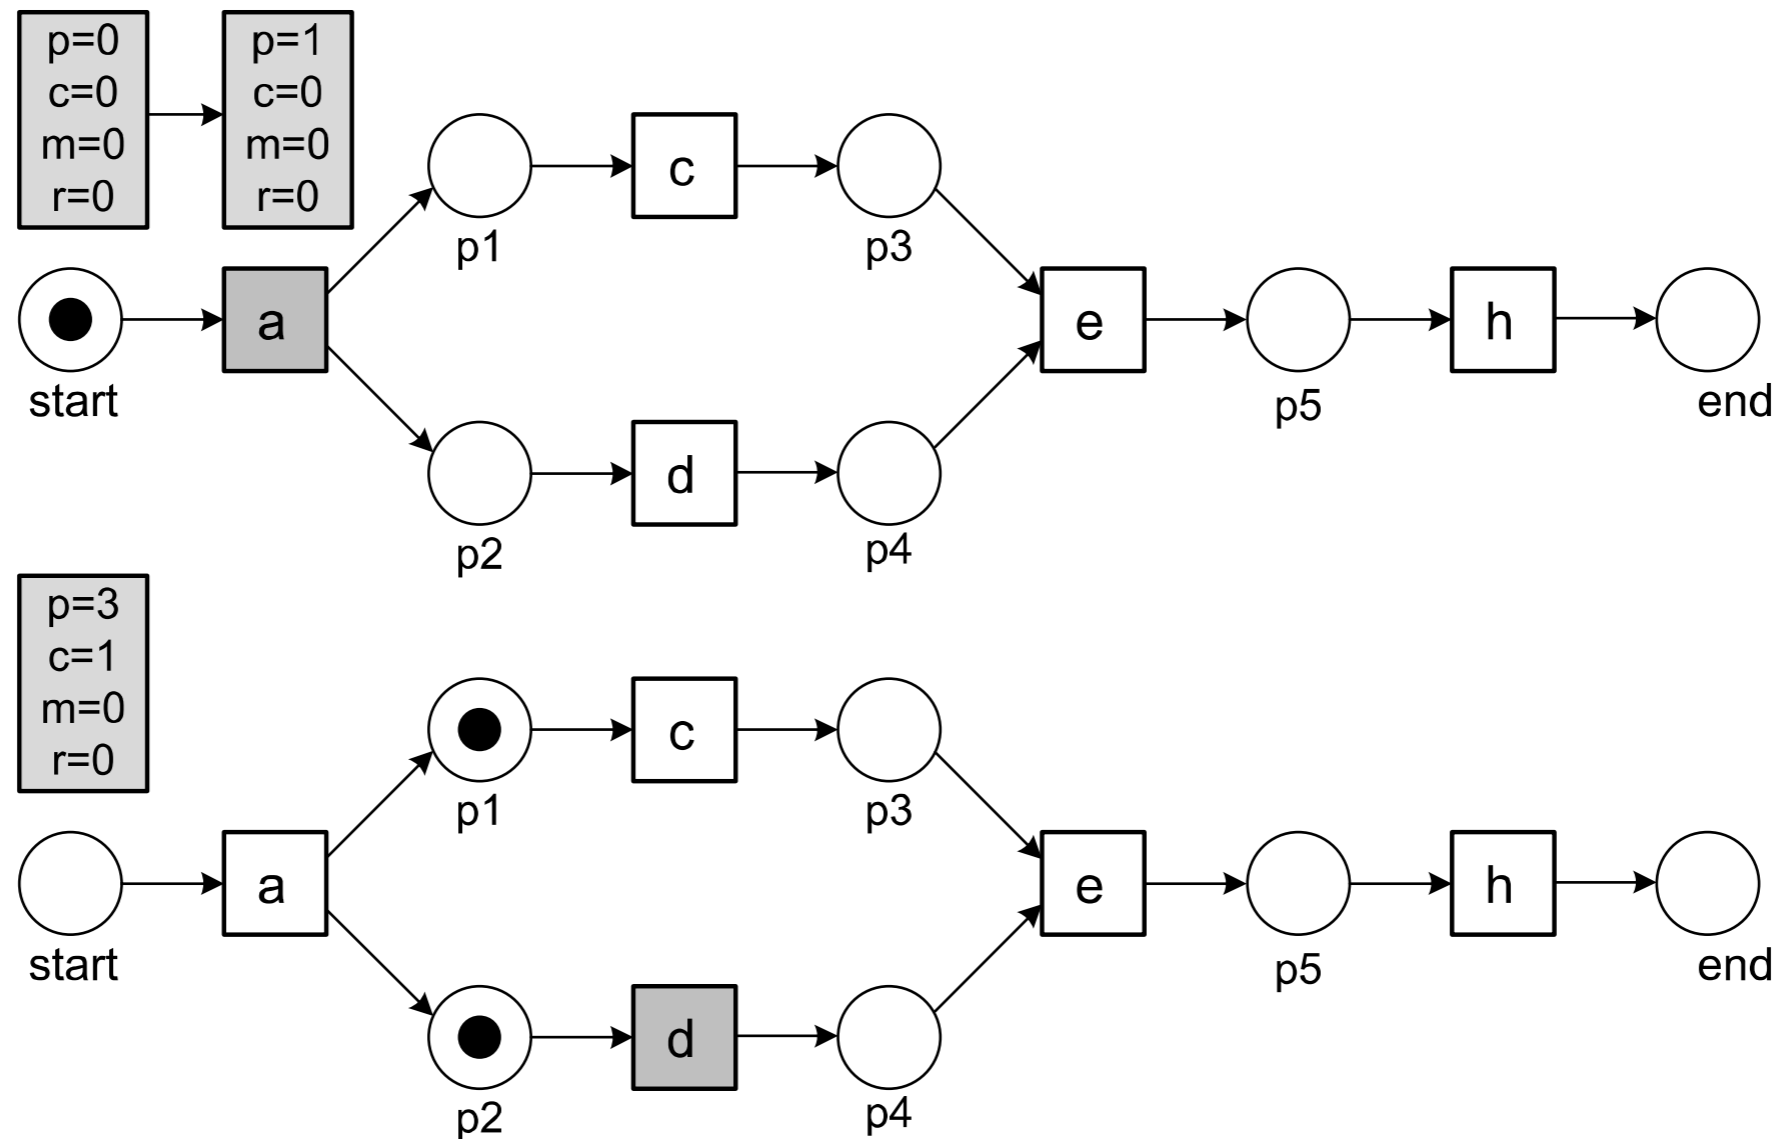 p=0
c=0
m=0
r=0
p=1
c=0
m=0
r=0
p1
c
p3
start
a
e
p5
h
end
p2
d
p4
p=3
c=1
m=0
r=0
p1
c
p3
start
a
e
p5
h
end
p2
d
p4